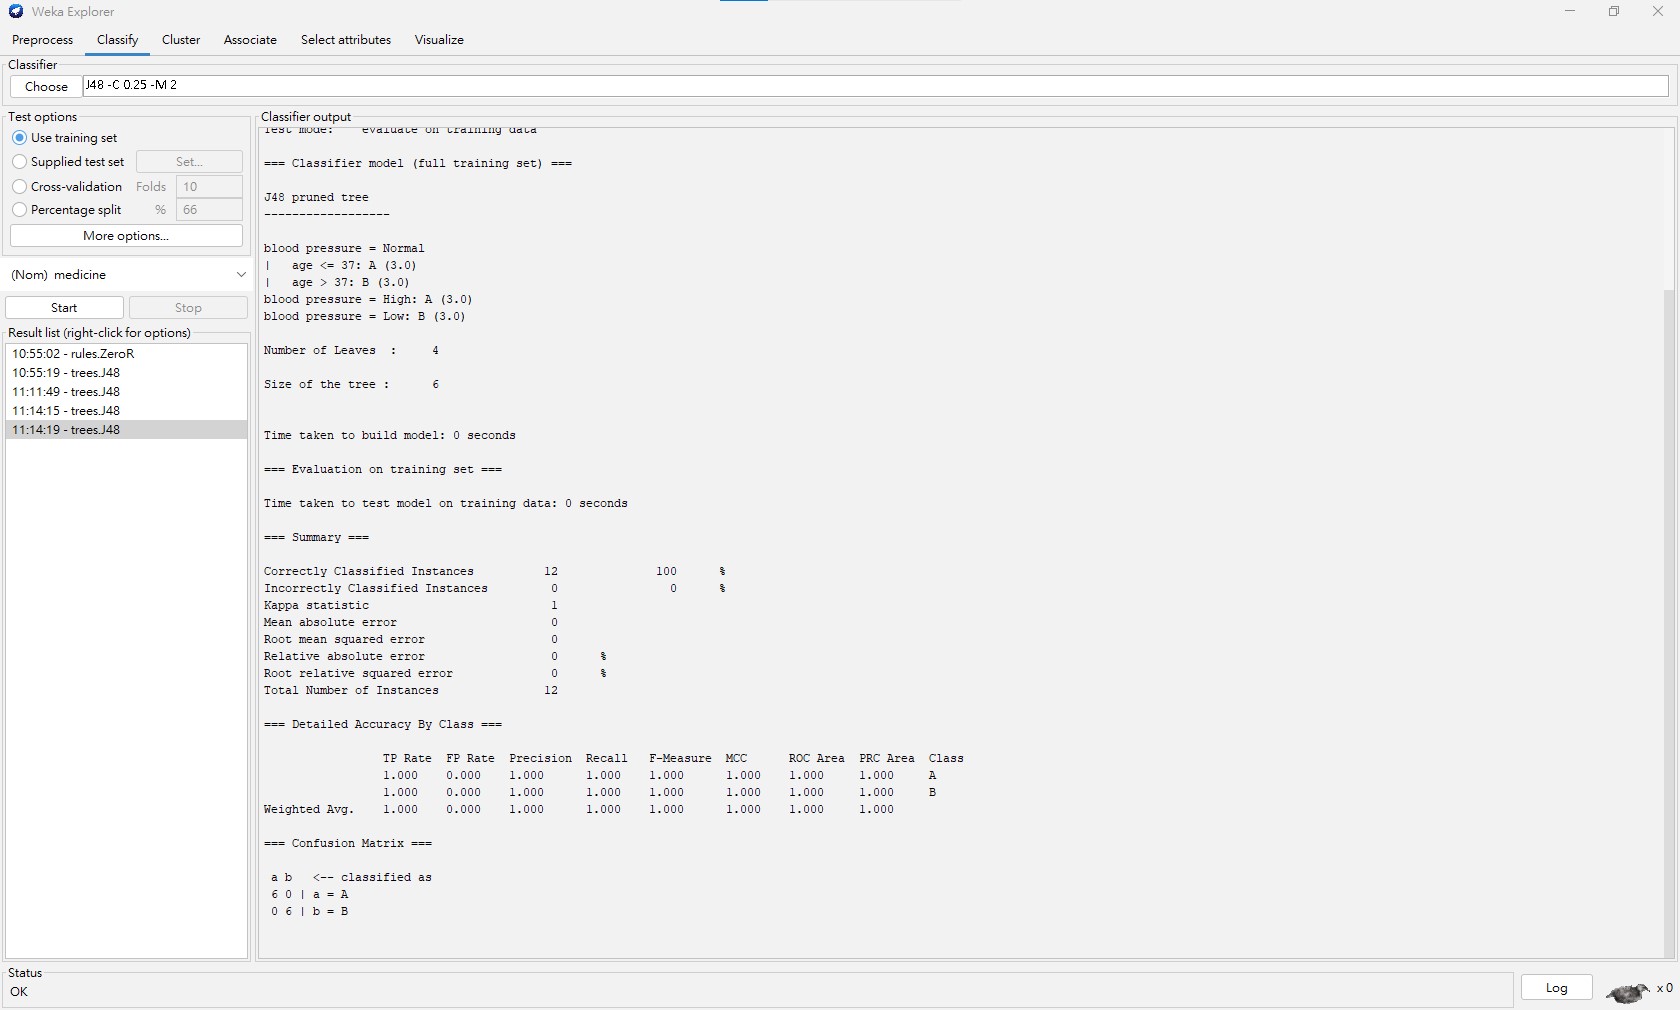 Weka Explorer
Preprocess Classify Cluster Associate Select attributes Visualize
Classifier
Choose J48 -C 0.25 -M 2
Test options
Use training set
Supplied test set Set...
Cross-validation Folds 10
Percentage split % 66
More options...
(Nom) medicine
Start Stop
Result list (right-click for options)
10:55:02 - rules.ZeroR
10:55:19 - trees.J48
11:11:49 - trees.J48
11:14:15 - trees.J48
11:14:19 - trees.J48
Classifier output
Test mode: evaluate on training data
=== Classifier model (full training set) ===
J48 pruned tree
------------------
blood pressure = Normal
| age <= 37: A (3.0)
| age > 37: B (3.0)
blood pressure = High: A (3.0)
blood pressure = Low: B (3.0)
Number of Leaves : 4
Size of the tree : 6
Time taken to build model: 0 seconds
=== Evaluation on training set ===
Time taken to test model on training data: 0 seconds
=== Summary ===
Correctly Classified Instances 12 100 %
Incorrectly Classified Instances 0 0 %
Kappa statistic 1
Mean absolute error 0
Root mean squared error 0
Relative absolute error 0 %
Root relative squared error 0 %
Total Number of Instances 12
=== Detailed Accuracy By Class ===
TP Rate FP Rate Precision Recall F-Measure MCC ROC Area PRC Area Class
1.000 0.000 1.000 1.000 1.000 1.000 1.000 1.000 A
1.000 0.000 1.000 1.000 1.000 1.000 1.000 1.000 B
Weighted Avg. 1.000 0.000 1.000 1.000 1.000 1.000 1.000 1.000
=== Confusion Matrix ===
a b <-- classified as
6 0 | a = A
0 6 | b = B
Status
OK
Log x 0